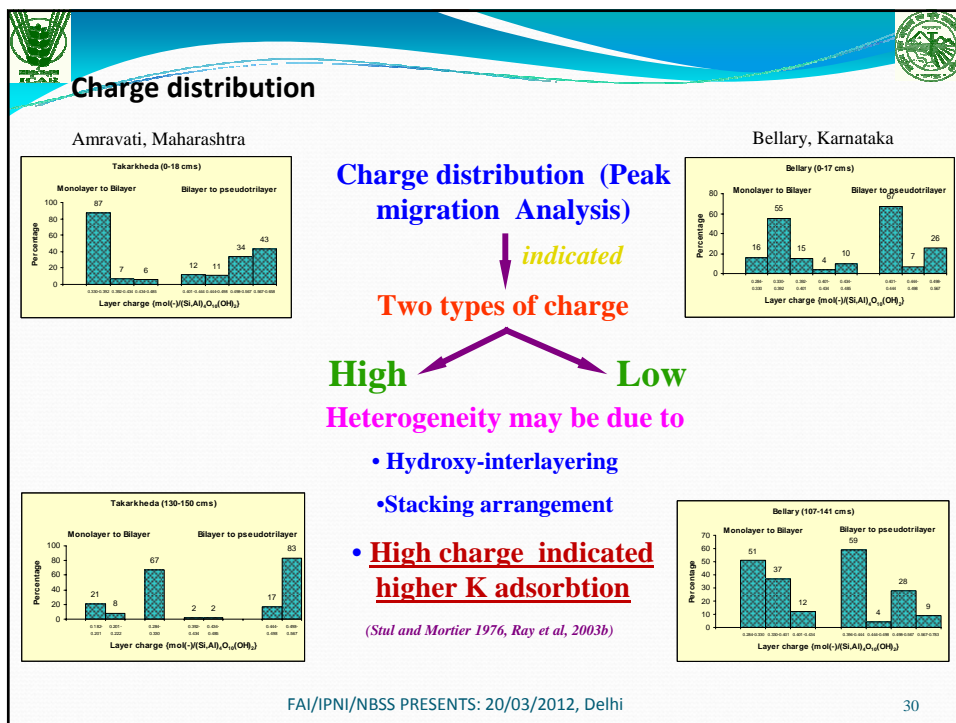 Charge distribution
Amravati, Maharashtra
Takarkheda (0-18 cms)
Monolayer to Bilayer Bilayer to pseudotrilayer
Percentage
100
80
60
40
20
0
87
7
6
12
11
34
43
Layer charge {mol(-)/(Si,Al)₄O₁₀(OH)₂}
Takarkheda (130-150 cms)
Monolayer to Bilayer Bilayer to pseudotrilayer
Percentage
100
80
60
40
20
0
21
8
67
2
2
17
83
Layer charge {mol(-)/(Si,Al)₄O₁₀(OH)₂}
Charge distribution (Peak
migration Analysis)
indicated
Two types of charge
High Low
Heterogeneity may be due to
• Hydroxy-interlayering
•Stacking arrangement
• High charge indicated
higher K adsorbtion
(Stul and Mortier 1976, Ray et al, 2003b)
Bellary, Karnataka
Bellary (0-17 cms)
Monolayer to Bilayer Bilayer to pseudotrilayer
Percentage
80
60
40
20
0
16
55
15
4
10
67
7
26
Layer charge {mol(-)/(Si,Al)₄O₁₀(OH)₂}
Bellary (107-141 cms)
Monolayer to Bilayer Bilayer to pseudotrilayer
Percentage
70
60
50
40
30
20
10
0
51
37
12
59
4
28
9
Layer charge {mol(-)/(Si,Al)₄O₁₀(OH)₂}
FAI/IPNI/NBSS PRESENTS: 20/03/2012, Delhi
30